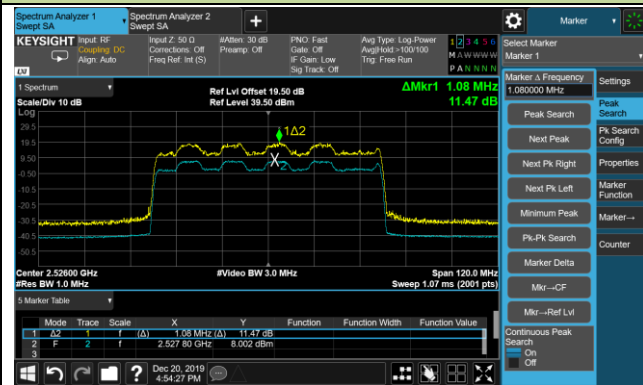 Spectrum Analyzer 1
Swept SA
Spectrum Analyzer 2
Swept SA
+
Marker
KEYSIGHT
Input: RF
Coupling: DC
Align: Auto
Input Z: 50 Ω
Corrections: Off
Freq Ref: Int (S)
#Atten: 30 dB
Preamp: Off
PNO: Fast
Gate: Off
IF Gain: Low
Sig Track: Off
Avg Type: Log-Power
Avg|Hold:>100/100
Trig: Free Run
1 2 3 4 5 6
M A W W W W
P A N N N N
LXI
Select Marker
Marker 1
1 Spectrum
Scale/Div 10 dB
Ref Lvl Offset 19.50 dB
Ref Level 39.50 dBm
ΔMkr1 1.08 MHz
11.47 dB
Log
29.5
19.5
9.50
-0.50
-10.5
-20.5
-30.5
-40.5
-50.5
1Δ2
X2
Center 2.52600 GHz
#Res BW 1.0 MHz
#Video BW 3.0 MHz
Span 120.0 MHz
Sweep 1.07 ms (2001 pts)
5 Marker Table
Mode Trace Scale X Y Function Function Width Function Value
1 Δ2 1 f (Δ) 1.08 MHz (Δ) 11.47 dB
2 F 2 f 2.527 80 GHz 8.002 dBm
3
Dec 20, 2019
4:54:27 PM
?
Marker Δ Frequency
1.080000 MHz
Peak Search
Next Peak
Next Pk Right
Next Pk Left
Minimum Peak
Pk-Pk Search
Marker Delta
Mkr→CF
Mkr→Ref Lvl
Continuous Peak
Search
On
Off
Settings
Peak
Search
Pk Search
Config
Properties
Marker
Function
Marker→
Counter